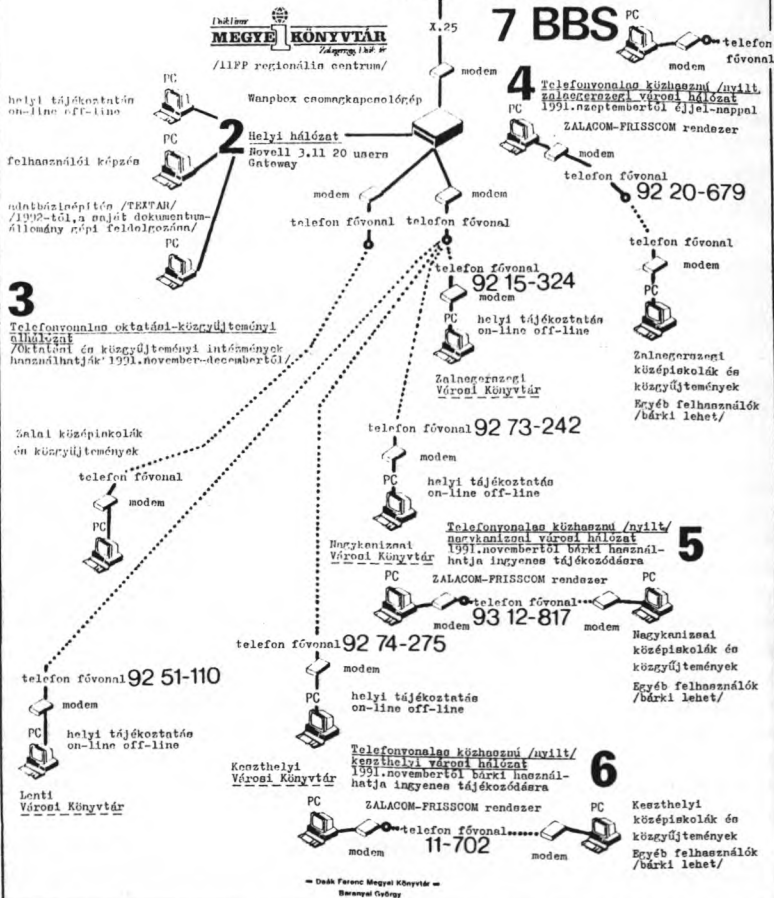 MEGYEI KÖNYVTÁR
/IIFP regionális centrum/
X.25
modem
7 BBS
PC
modem
telefon fővonal
PC
helyi tájékoztatás
on-line off-line
PC
felhasználói képzés
adatbázisépítés /TEXTAR/
/1992-től a saját dokumentum-
állomány gépi feldolgozása/
PC
Wanpbox csomagkapcsológép
2 Helyi hálózat
Novell 3.11 20 users
Gateway
modem
modem
telefon fővonal
telefon fővonal
4 Telefonvonalas közhasznú /nyilt/
zalaegerszegi városi hálózat
1991.szeptembertől éjjel-nappal
PC
ZALACOM-FRISSCOM rendszer
modem
telefon fővonal
92 20-679
telefon fővonal
modem
PC
Zalaegerszegi
középiskolák és
közgyűjtemények
Egyéb felhasználók
/bárki lehet/
3
Telefonvonalas oktatási-közgyűjteményi
alhálózat
/Oktatási és közgyűjteményi intézmények
használhatják 1991.november-decembertől/
telefon fővonal
92 15-324
modem
PC
helyi tájékoztatás
on-line off-line
Zalaegerszegi
Városi Könyvtár
Zalai középiskolák
és közgyűjtemények
telefon fővonal
modem
PC
telefon fővonal 92 73-242
modem
PC
helyi tájékoztatás
on-line off-line
Nagykanizsai
Városi Könyvtár
Telefonvonalas közhasznú /nyilt/
nagykanizsai városi hálózat
1991.novembertől bárki használ-
hatja ingyenes tájékozódásra
5
PC
ZALACOM-FRISSCOM rendszer
PC
telefon fővonal
modem
93 12-817
modem
Nagykanizsai
középiskolák és
közgyűjtemények
Egyéb felhasználók
/bárki lehet/
telefon fővonal 92 74-275
modem
PC
helyi tájékoztatás
on-line off-line
Keszthelyi
Városi Könyvtár
telefon fővonal 92 51-110
modem
PC
helyi tájékoztatás
on-line off-line
Lenti
Városi Könyvtár
Telefonvonalas közhasznú /nyilt/
keszthelyi városi hálózat
1991.novembertől bárki használ-
hatja ingyenes tájékozódásra
6
PC
ZALACOM-FRISSCOM rendszer
PC
telefon fővonal
modem
11-702
modem
Keszthelyi
középiskolák és
közgyűjtemények
Egyéb felhasználók
/bárki lehet/
Deák Ferenc Megyei Könyvtár
Baranyai György